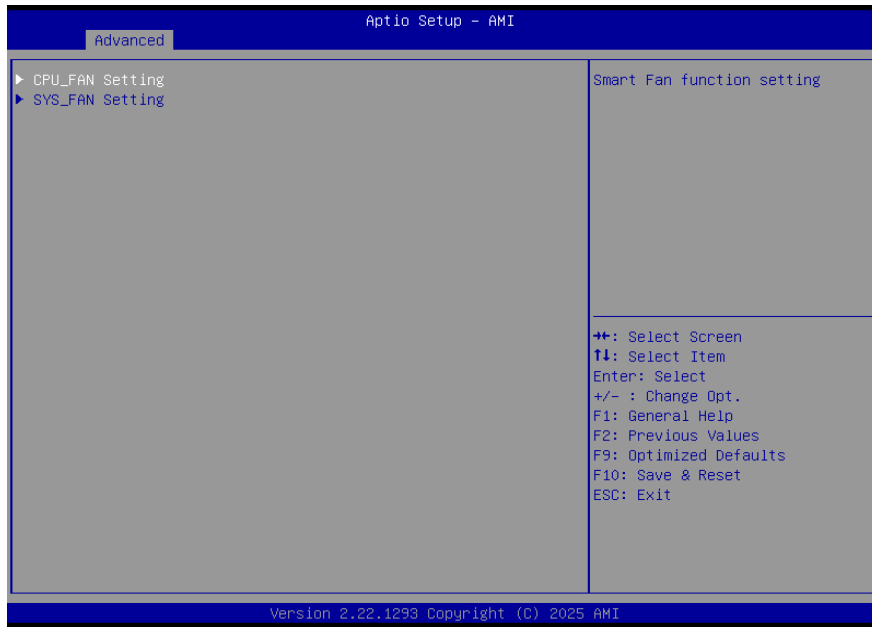 Aptio Setup - AMI
Advanced
▶ CPU_FAN Setting
▶ SYS_FAN Setting
Smart Fan function setting
→←: Select Screen
↑↓: Select Item
Enter: Select
+/- : Change Opt.
F1: General Help
F2: Previous Values
F9: Optimized Defaults
F10: Save & Reset
ESC: Exit
Version 2.22.1293 Copyright (C) 2025 AMI